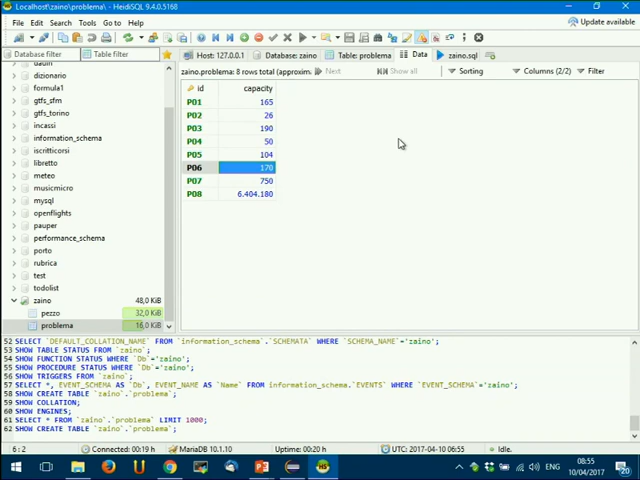 Localhost\zaino\problema\ - HeidiSQL 9.4.0.5168
File Edit Search Tools Go to Help
Update available
Database filter
Table filter
Host: 127.0.0.1
Database: zaino
Table: problema
Data
zaino.sql
zaino.problema: 8 rows total (approxim
Next
Show all
Sorting
Columns (2/2)
Filter
id capacity
P01 165
P02 26
P03 190
P04 50
P05 104
P06 170
P07 750
P08 6.404.180
dizionario
formula1
gtfs_sfm
gtfs_torino
incassi
information_schema
iscritticorsi
libretto
meteo
musicmicro
mysql
openflights
pauper
performance_schema
porto
rubrica
test
todolist
zaino 48,0 KiB
pezzo 32,0 KiB
problema 16,0 KiB
52 SELECT `DEFAULT_COLLATION_NAME` FROM `information_schema`.`SCHEMATA` WHERE `SCHEMA_NAME`='zaino';
53 SHOW TABLE STATUS FROM `zaino`;
54 SHOW FUNCTION STATUS WHERE `Db`='zaino';
55 SHOW PROCEDURE STATUS WHERE `Db`='zaino';
56 SHOW TRIGGERS FROM `zaino`;
57 SELECT *, EVENT_SCHEMA AS `Db`, EVENT_NAME AS `Name` FROM information_schema.`EVENTS` WHERE `EVENT_SCHEMA`='zaino';
58 SHOW CREATE TABLE `zaino`.`problema`;
59 SHOW COLLATION;
60 SHOW ENGINES;
61 SELECT * FROM `zaino`.`problema` LIMIT 1000;
62 SHOW CREATE TABLE `zaino`.`problema`;
6 : 2
Connected: 00:19 h
MariaDB 10.1.10
Uptime: 00:20 h
UTC: 2017-04-10 06:55
Idle.
08:55
10/04/2017
20